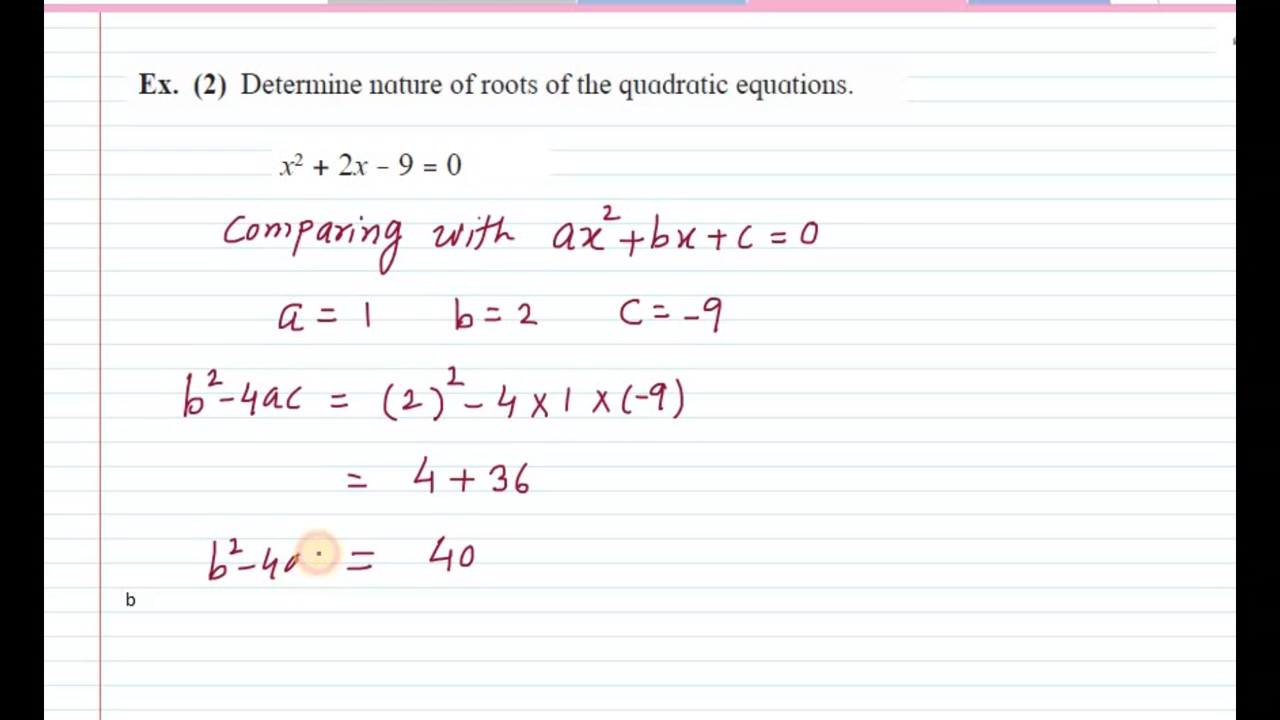 Ex. (2) Determine nature of roots of the quadratic equations.
x² + 2x – 9 = 0
Comparing with ax² + bx + c = 0
a = 1 b = 2 c = -9
b² - 4ac = (2)² - 4 × 1 × (-9)
= 4 + 36
b² - 4a = 40
b